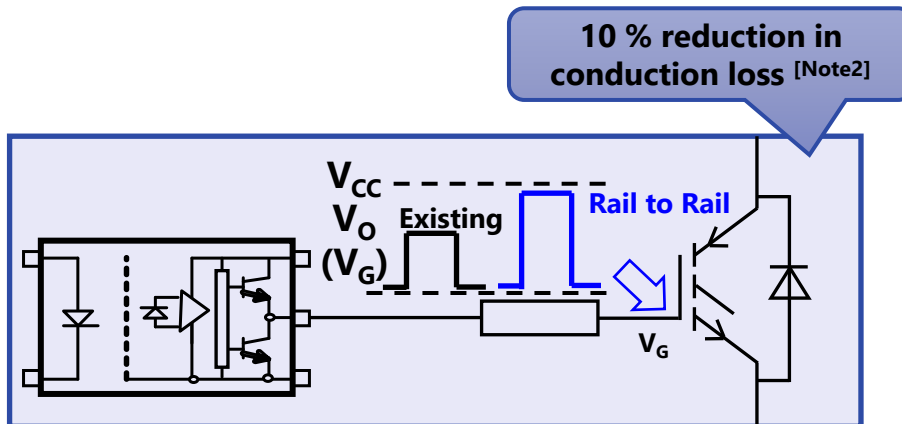 10 % reduction in
conduction loss [Note2]
VCC
VO
(VG)
Existing
Rail to Rail
VG